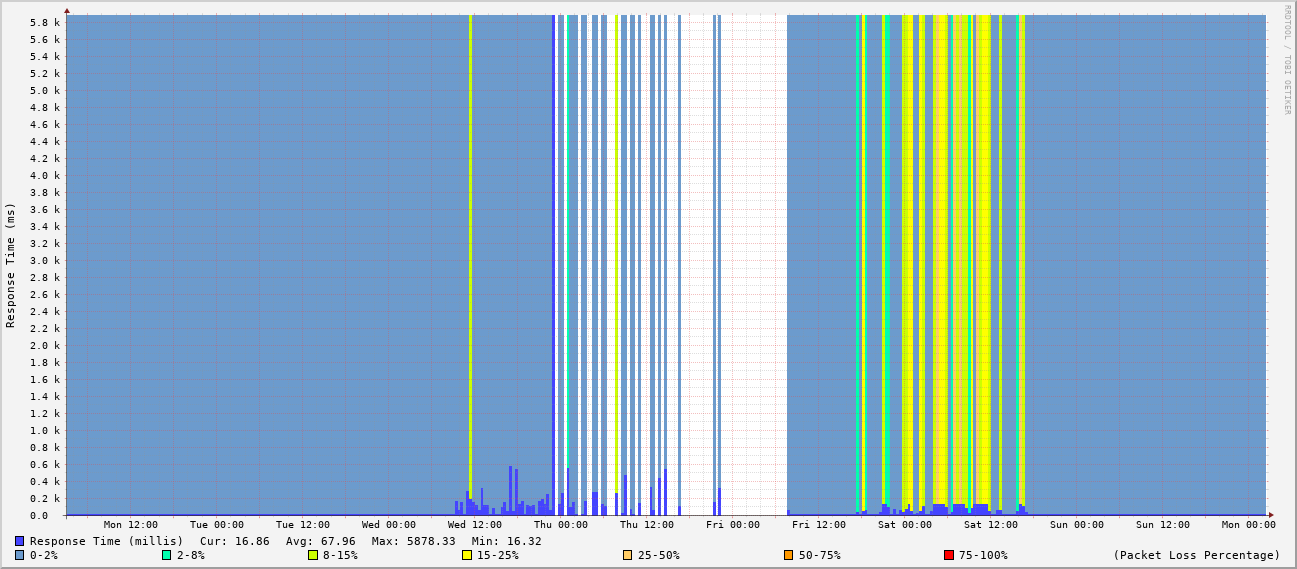 RRDTOOL / TOBI OETIKER
Response Time (ms)
5.8 k
5.6 k
5.4 k
5.2 k
5.0 k
4.8 k
4.6 k
4.4 k
4.2 k
4.0 k
3.8 k
3.6 k
3.4 k
3.2 k
3.0 k
2.8 k
2.6 k
2.4 k
2.2 k
2.0 k
1.8 k
1.6 k
1.4 k
1.2 k
1.0 k
0.8 k
0.6 k
0.4 k
0.2 k
0.0
Mon 12:00 Tue 00:00 Tue 12:00 Wed 00:00 Wed 12:00 Thu 00:00 Thu 12:00 Fri 00:00 Fri 12:00 Sat 00:00 Sat 12:00 Sun 00:00 Sun 12:00 Mon 00:00
Response Time (millis) Cur: 16.86 Avg: 67.96 Max: 5878.33 Min: 16.32
0-2% 2-8% 8-15% 15-25% 25-50% 50-75% 75-100% (Packet Loss Percentage)